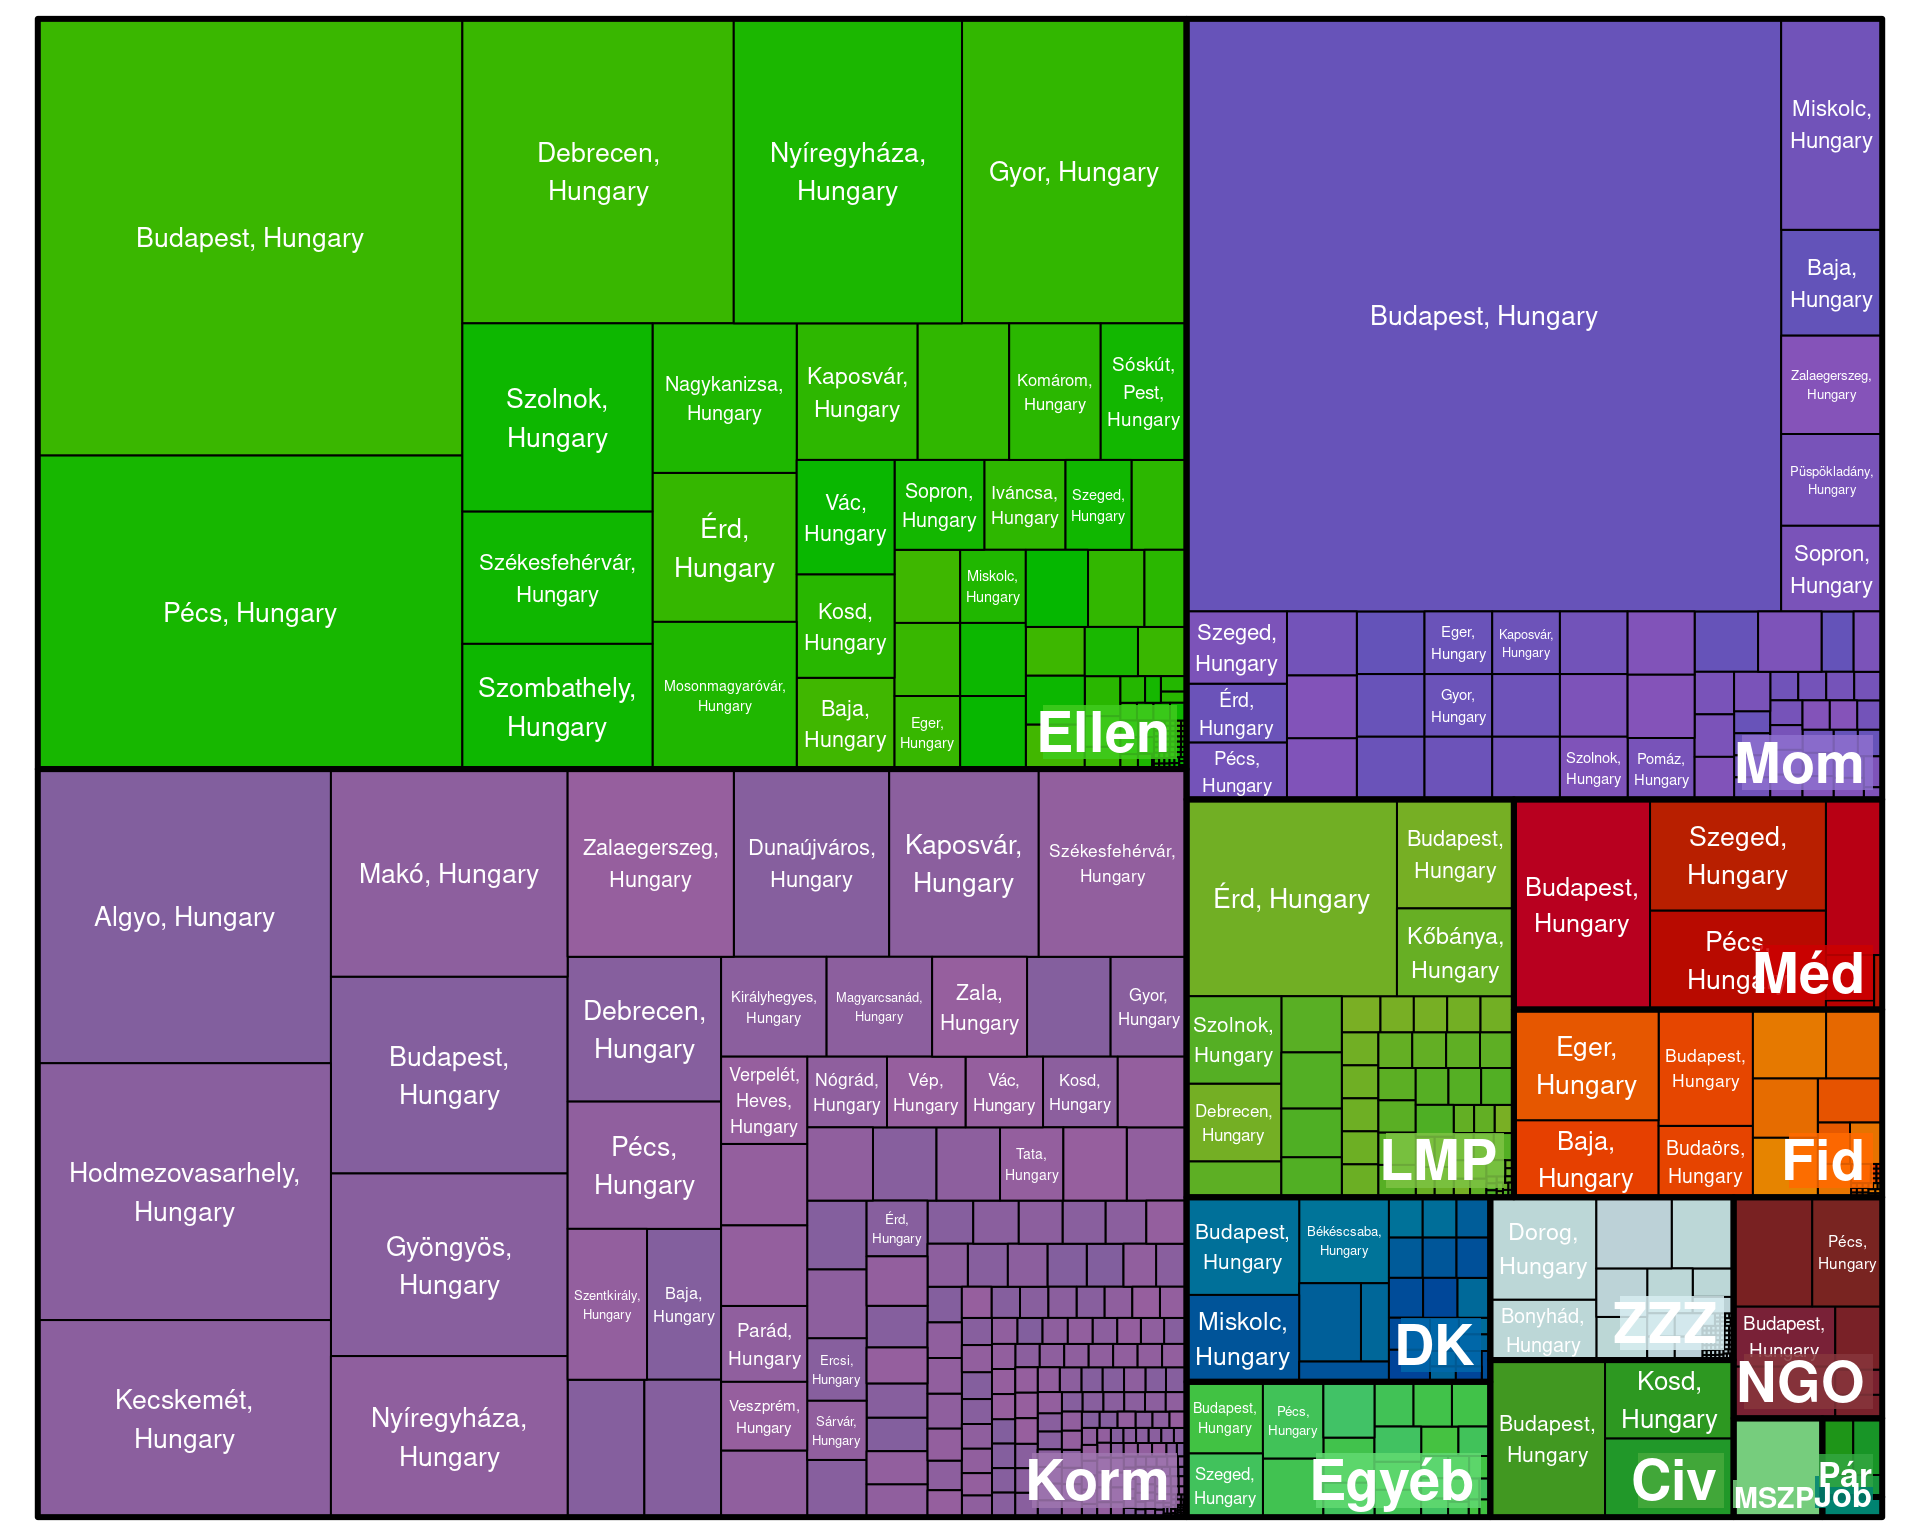 Budapest, Hungary
Debrecen,
Hungary
Nyíregyháza,
Hungary
Gyor, Hungary
Pécs, Hungary
Szolnok,
Hungary
Székesfehérvár,
Hungary
Szombathely,
Hungary
Nagykanizsa,
Hungary
Érd,
Hungary
Mosonmagyaróvár,
Hungary
Kaposvár,
Hungary
Komárom,
Hungary
Sóskút,
Pest,
Hungary
Vác,
Hungary
Kosd,
Hungary
Baja,
Hungary
Sopron,
Hungary
Iváncsa,
Hungary
Szeged,
Hungary
Miskolc,
Hungary
Eger,
Hungary
Ellen
Budapest, Hungary
Miskolc,
Hungary
Baja,
Hungary
Zalaegerszeg,
Hungary
Püspökladány,
Hungary
Sopron,
Hungary
Szeged,
Hungary
Érd,
Hungary
Pécs,
Hungary
Eger,
Hungary
Kaposvár,
Hungary
Gyor,
Hungary
Szolnok,
Hungary
Pomáz,
Hungary
Mom
Algyo, Hungary
Hodmezovasarhely,
Hungary
Kecskemét,
Hungary
Makó, Hungary
Budapest,
Hungary
Gyöngyös,
Hungary
Nyíregyháza,
Hungary
Zalaegerszeg,
Hungary
Dunaújváros,
Hungary
Kaposvár,
Hungary
Székesfehérvár,
Hungary
Debrecen,
Hungary
Pécs,
Hungary
Szentkirály,
Hungary
Baja,
Hungary
Királyhegyes,
Hungary
Magyarcsanád,
Hungary
Zala,
Hungary
Gyor,
Hungary
Verpelét,
Heves,
Hungary
Nógrád,
Hungary
Vép,
Hungary
Vác,
Hungary
Kosd,
Hungary
Tata,
Hungary
Érd,
Hungary
Parád,
Hungary
Ercsi,
Hungary
Veszprém,
Hungary
Sárvár,
Hungary
Korm
Érd, Hungary
Budapest,
Hungary
Kőbánya,
Hungary
Szolnok,
Hungary
Debrecen,
Hungary
LMP
Budapest,
Hungary
Szeged,
Hungary
Pécs,
Hunga
Méd
Eger,
Hungary
Budapest,
Hungary
Baja,
Hungary
Budaörs,
Hungary
Fid
Budapest,
Hungary
Békéscsaba,
Hungary
Miskolc,
Hungary
DK
Dorog,
Hungary
Bonyhád,
Hungary
ZZZ
Pécs,
Hungary
Budapest,
Hungary
NGO
Budapest,
Hungary
Pécs,
Hungary
Szeged,
Hungary
Egyéb
Budapest,
Hungary
Kosd,
Hungary
Civ
MSZP
Pár
Job